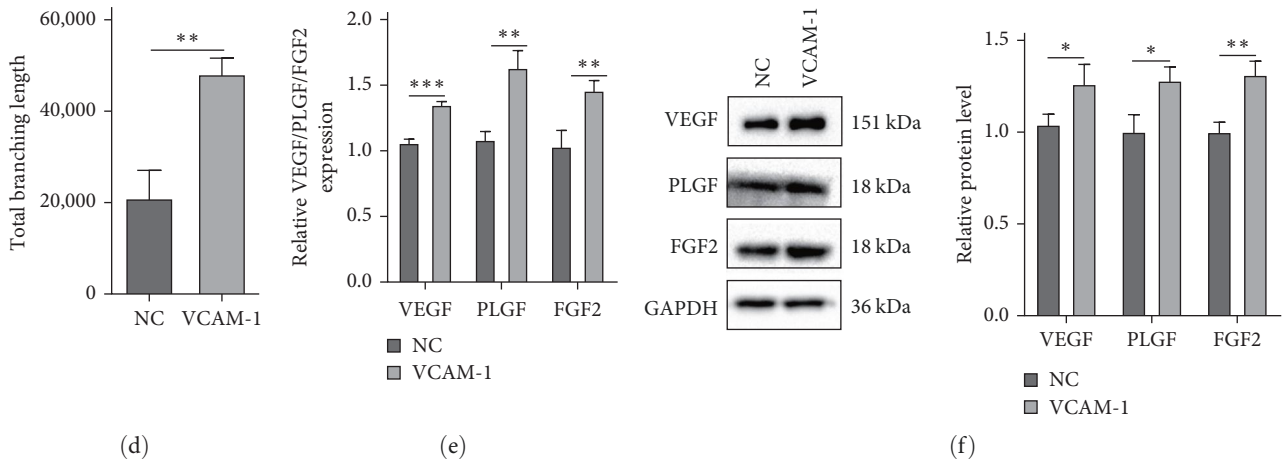 Total branching length
60,000
40,000
20,000
0
**
NC VCAM-1
(d)
Relative VEGF/PLGF/FGF2
expression
2.0
1.5
1.0
0.5
0.0
***
**
**
VEGF PLGF FGF2
NC
VCAM-1
(e)
NC VCAM-1
VEGF 151 kDa
PLGF 18 kDa
FGF2 18 kDa
GAPDH 36 kDa
Relative protein level
1.5
1.0
0.5
0.0
*
*
**
VEGF PLGF FGF2
NC
VCAM-1
(f)